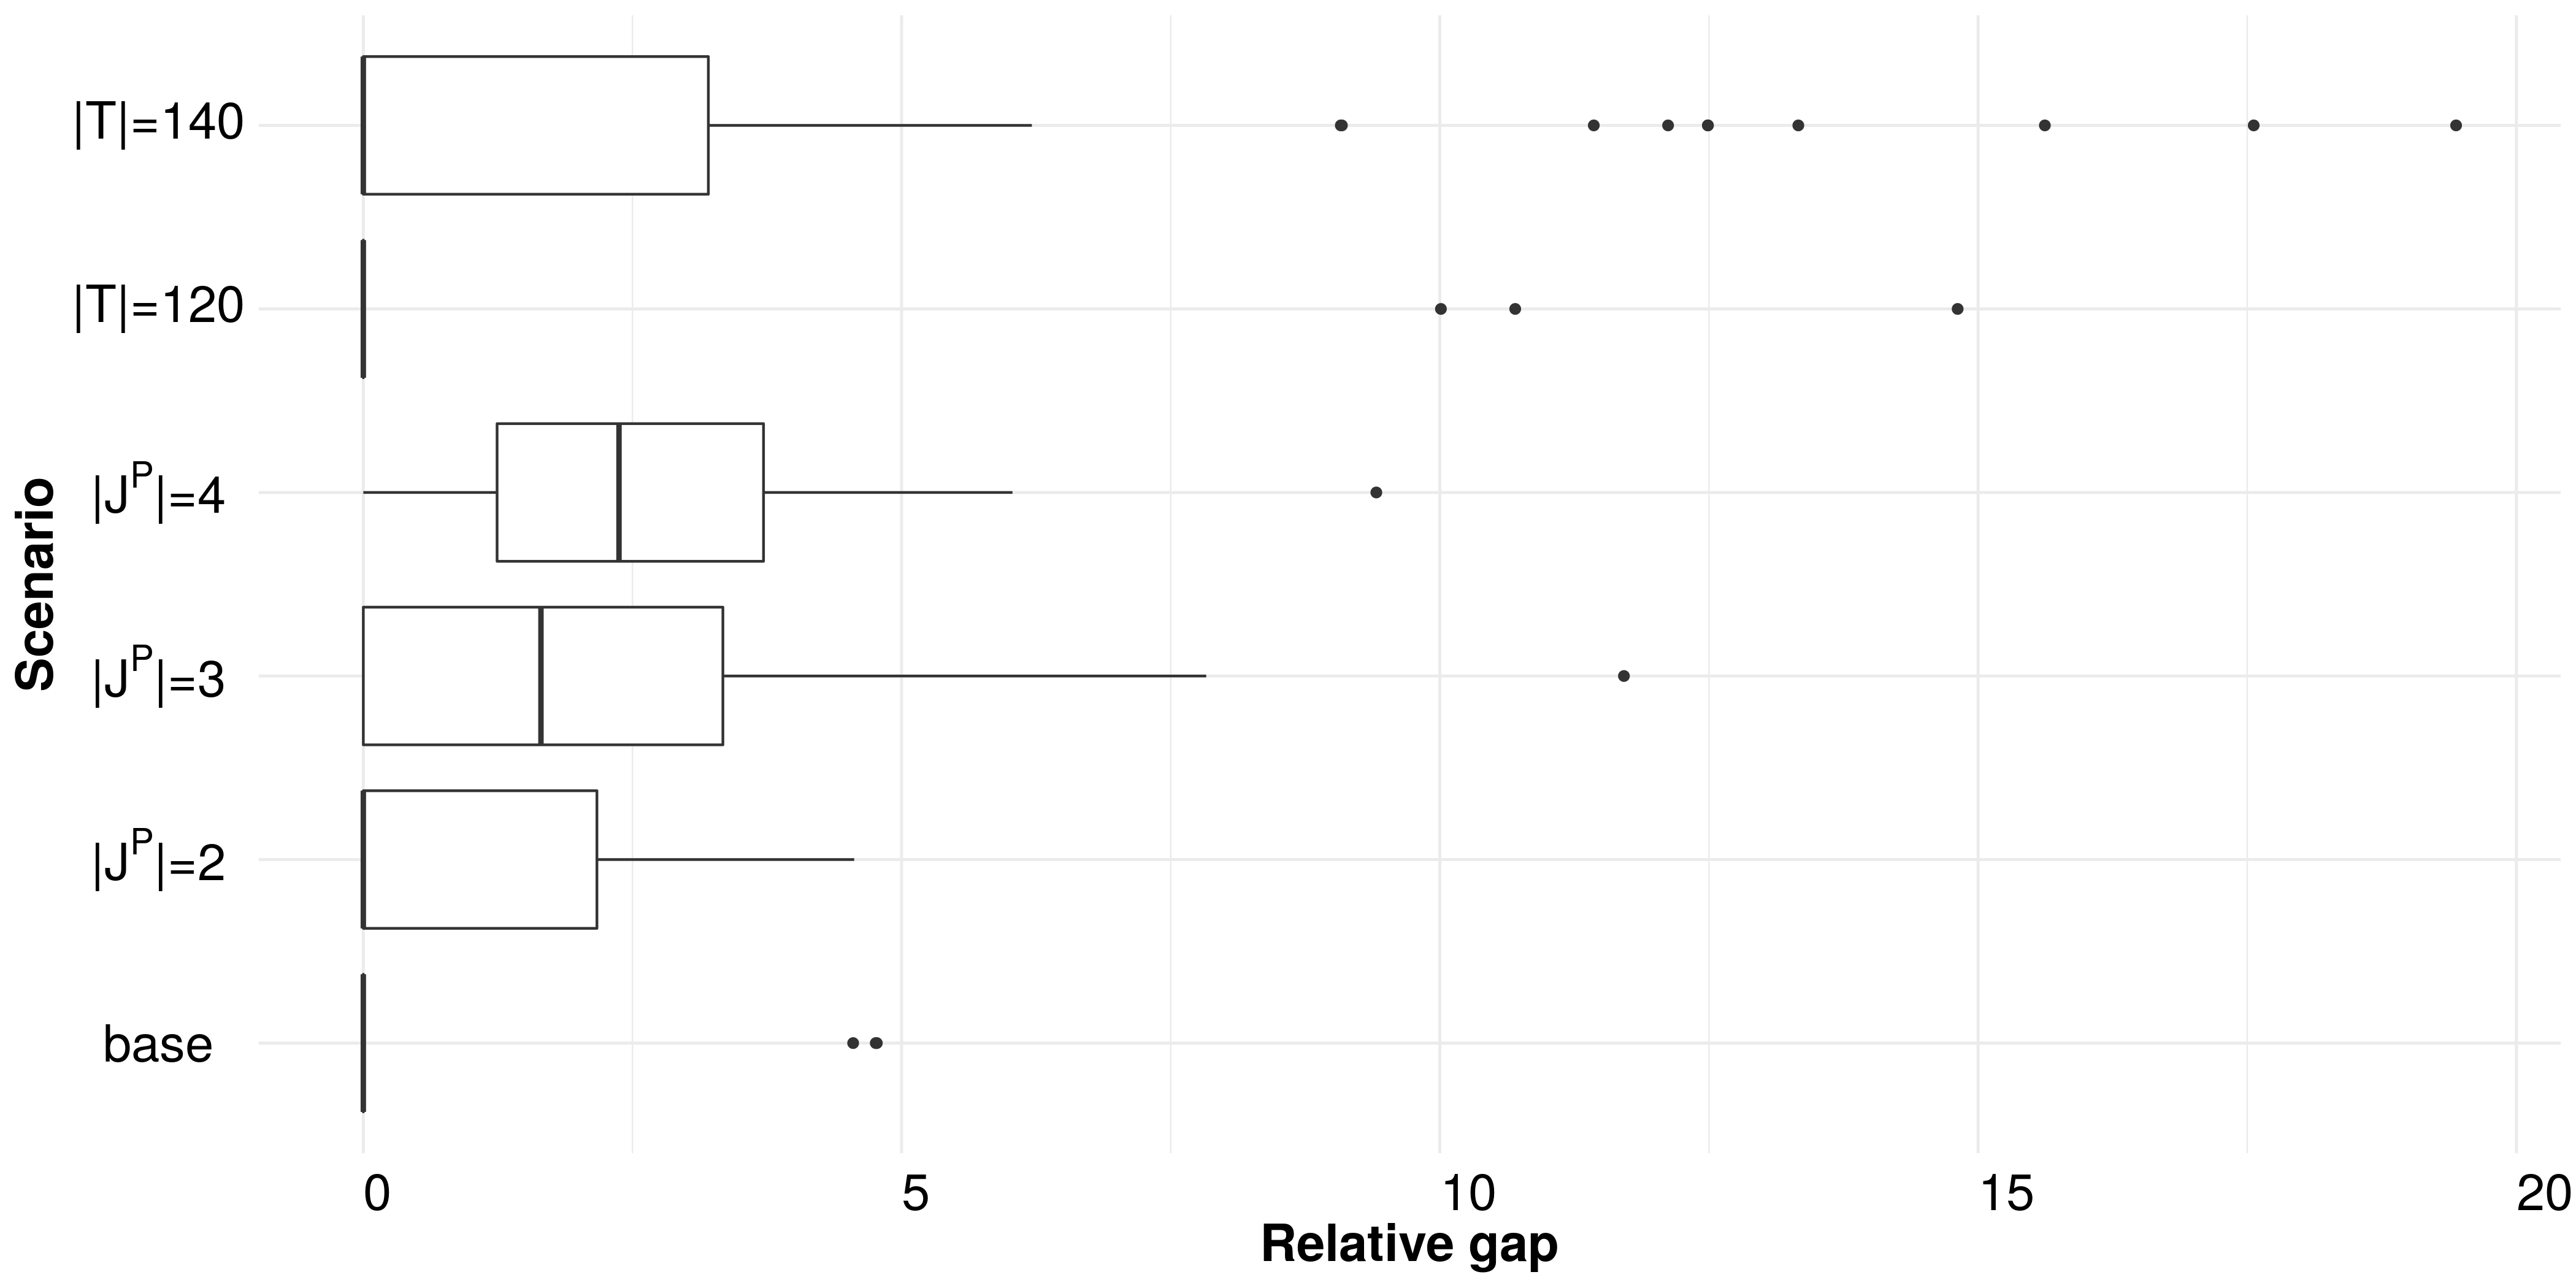 Scenario
|T|=140
|T|=120
|J^P|=4
|J^P|=3
|J^P|=2
base
0 5 10 15 20
Relative gap